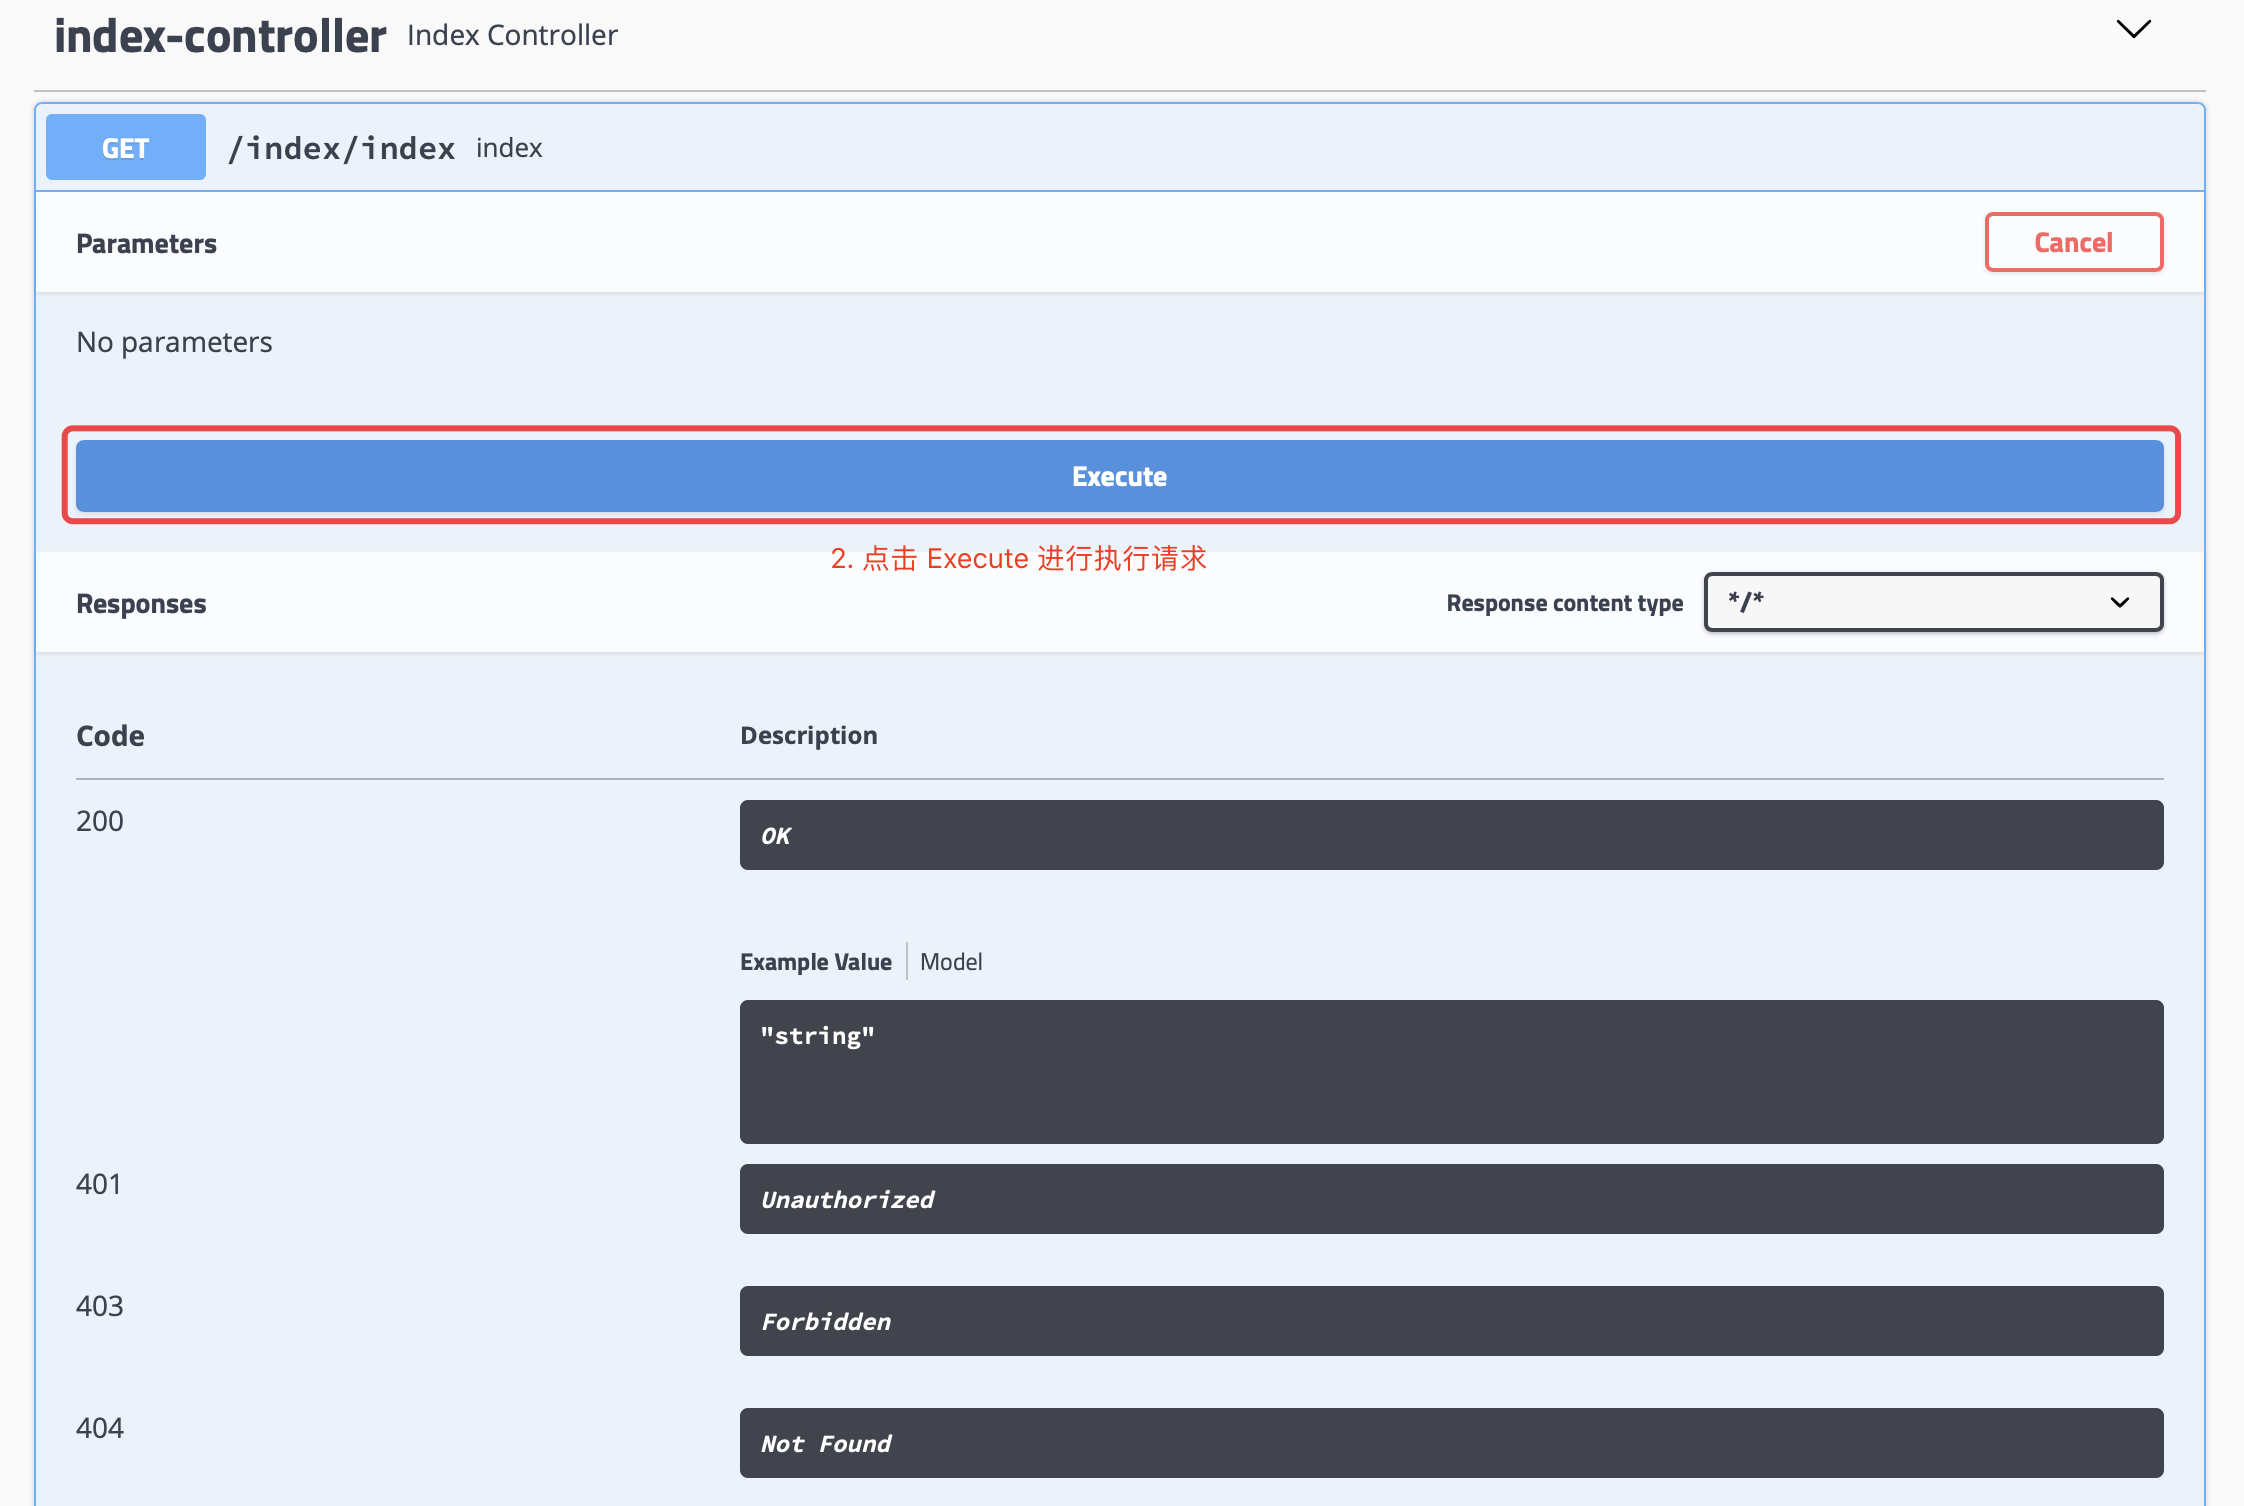 index-controller Index Controller
GET /index/index index
Parameters Cancel
No parameters
Execute
2. 点击 Execute 进行执行请求
Responses Response content type */*
Code Description
200 OK
Example Value Model
"string"
401 Unauthorized
403 Forbidden
404 Not Found